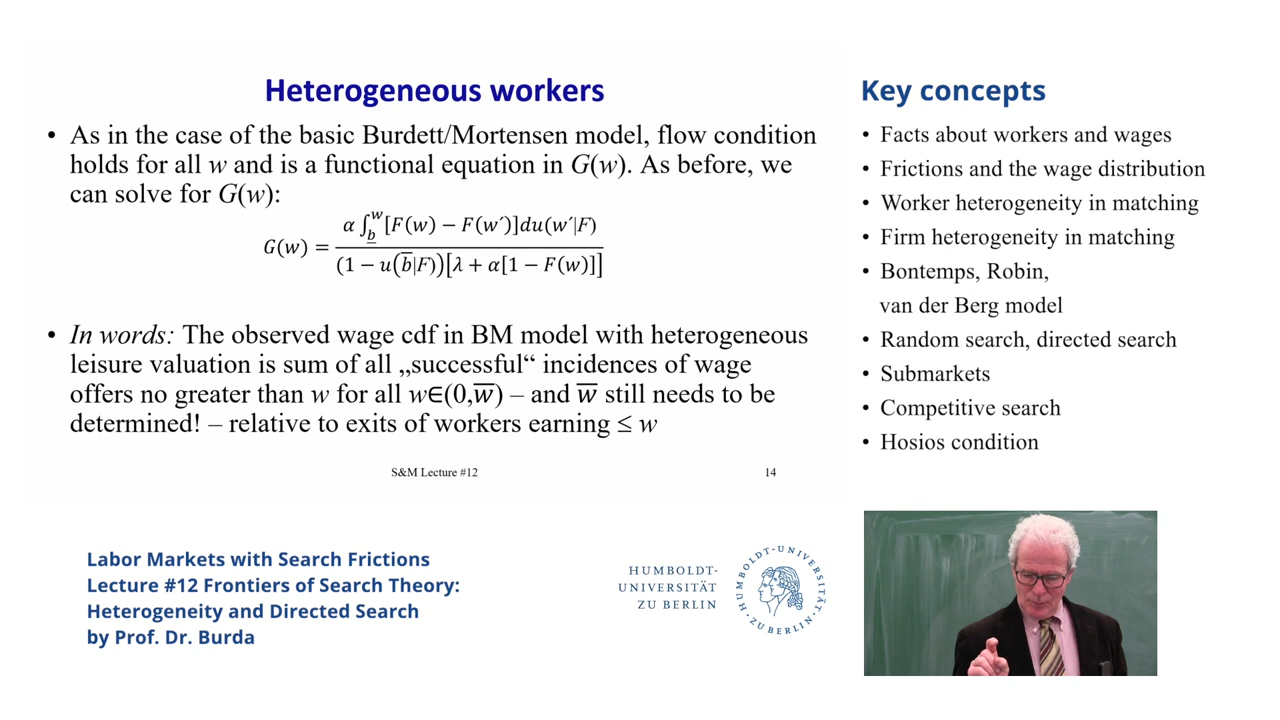 Heterogeneous workers
• As in the case of the basic Burdett/Mortensen model, flow condition
holds for all w and is a functional equation in G(w). As before, we
can solve for G(w):
G(w) = α∫_b̲^w[F(w) − F(w´)]du(w´|F) / (1 − u(b̅|F))[λ + α[1 − F(w)]]
• In words: The observed wage cdf in BM model with heterogeneous
leisure valuation is sum of all „successful“ incidences of wage
offers no greater than w for all w∈(0,w̅) – and w̅ still needs to be
determined! – relative to exits of workers earning ≤ w
S&M Lecture #12
14
Key concepts
• Facts about workers and wages
• Frictions and the wage distribution
• Worker heterogeneity in matching
• Firm heterogeneity in matching
• Bontemps, Robin,
van der Berg model
• Random search, directed search
• Submarkets
• Competitive search
• Hosios condition
Labor Markets with Search Frictions
Lecture #12 Frontiers of Search Theory:
Heterogeneity and Directed Search
by Prof. Dr. Burda
HUMBOLDT-
UNIVERSITÄT
ZU BERLIN
HUMBOLDT-UNIVERSITÄT
ZU BERLIN